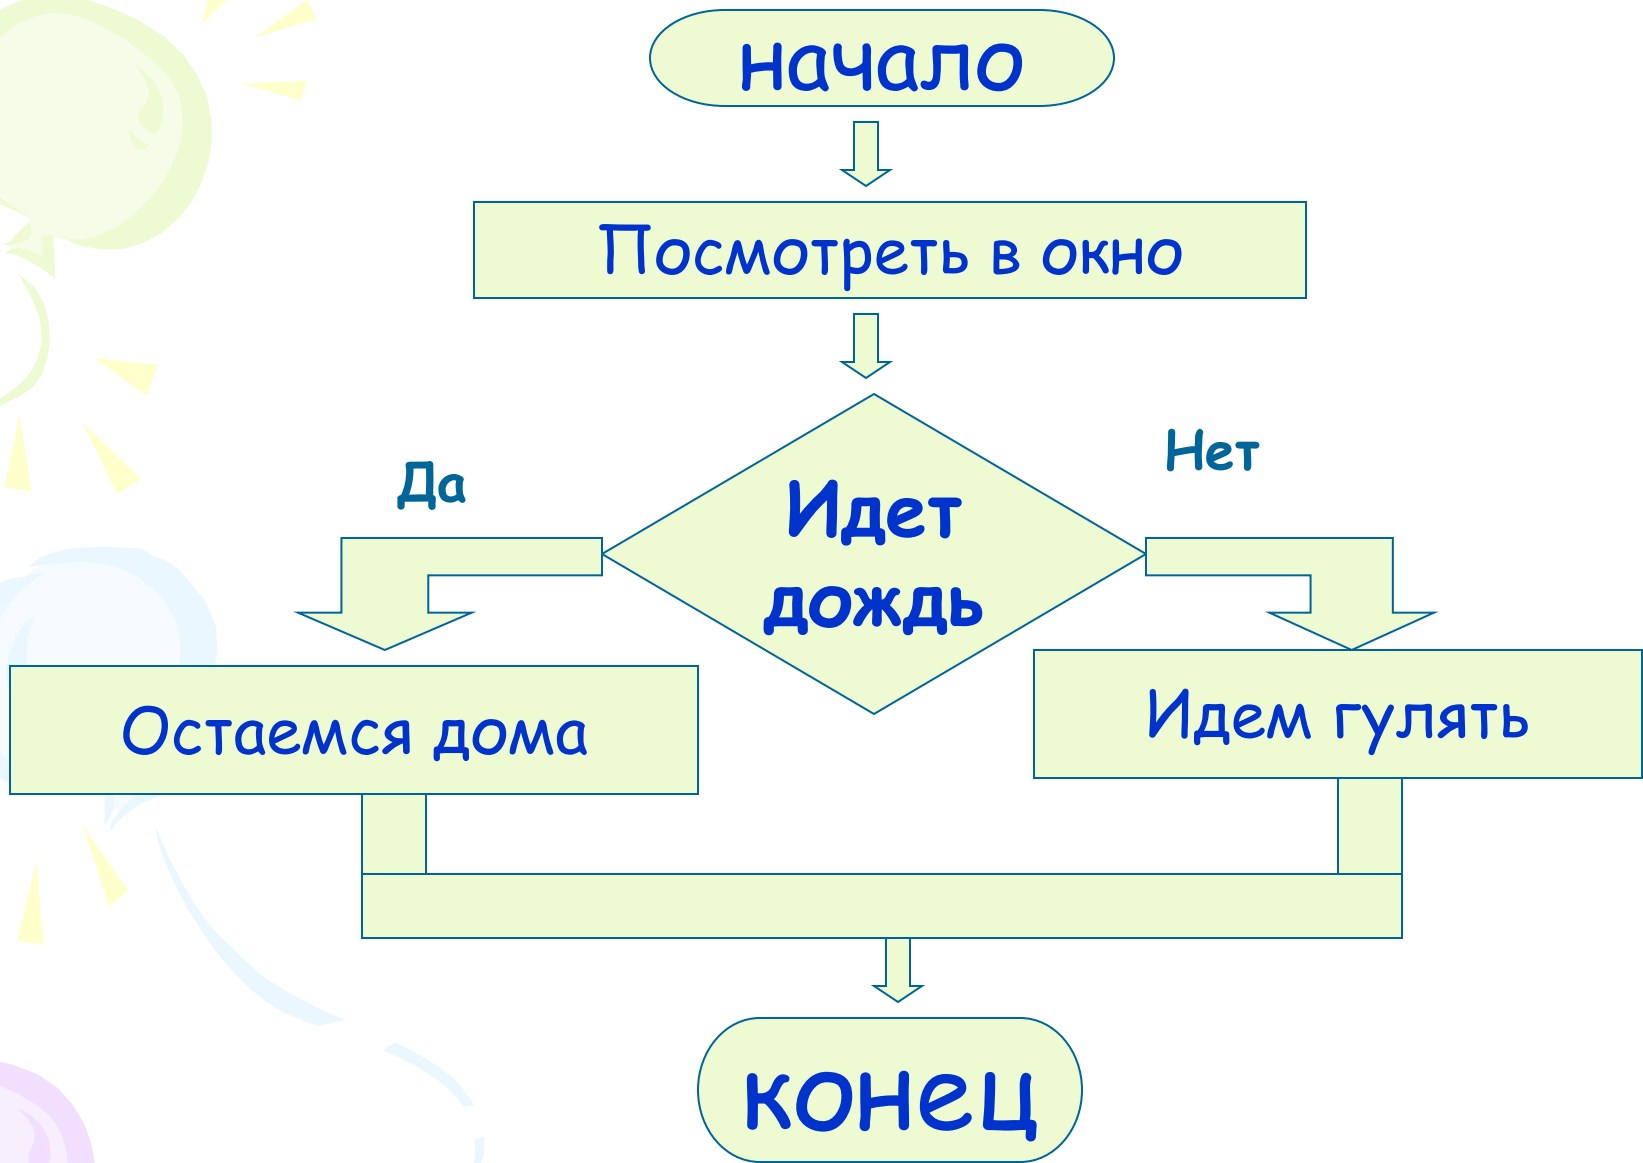 начало
Посмотреть в окно
Да
Нет
Идет
дождь
Остаемся дома
Идем гулять
конец